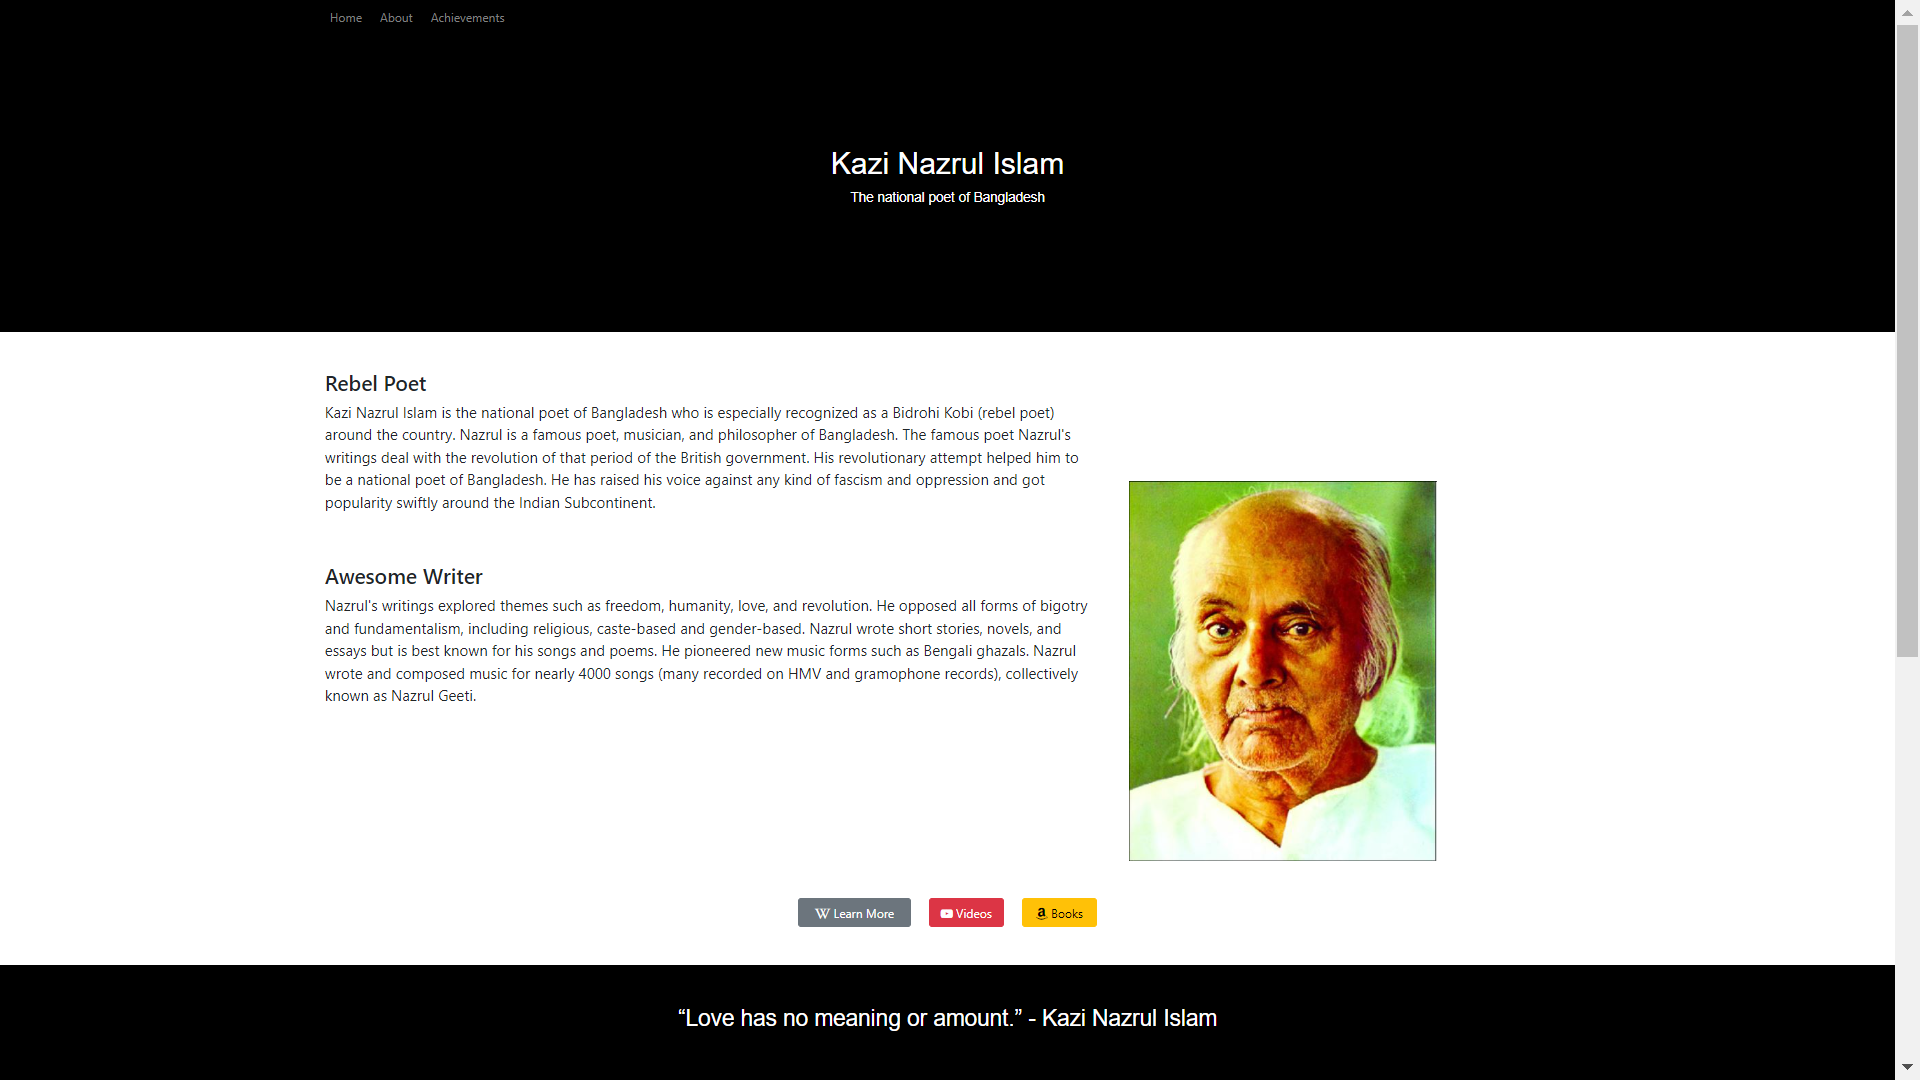 Home About Achievements
Kazi Nazrul Islam
The national poet of Bangladesh
Rebel Poet
Kazi Nazrul Islam is the national poet of Bangladesh who is especially recognized as a Bidrohi Kobi (rebel poet)
around the country. Nazrul is a famous poet, musician, and philosopher of Bangladesh. The famous poet Nazrul's
writings deal with the revolution of that period of the British government. His revolutionary attempt helped him to
be a national poet of Bangladesh. He has raised his voice against any kind of fascism and oppression and got
popularity swiftly around the Indian Subcontinent.
Awesome Writer
Nazrul's writings explored themes such as freedom, humanity, love, and revolution. He opposed all forms of bigotry
and fundamentalism, including religious, caste-based and gender-based. Nazrul wrote short stories, novels, and
essays but is best known for his songs and poems. He pioneered new music forms such as Bengali ghazals. Nazrul
wrote and composed music for nearly 4000 songs (many recorded on HMV and gramophone records), collectively
known as Nazrul Geeti.
Learn More Videos Books
“Love has no meaning or amount.” - Kazi Nazrul Islam